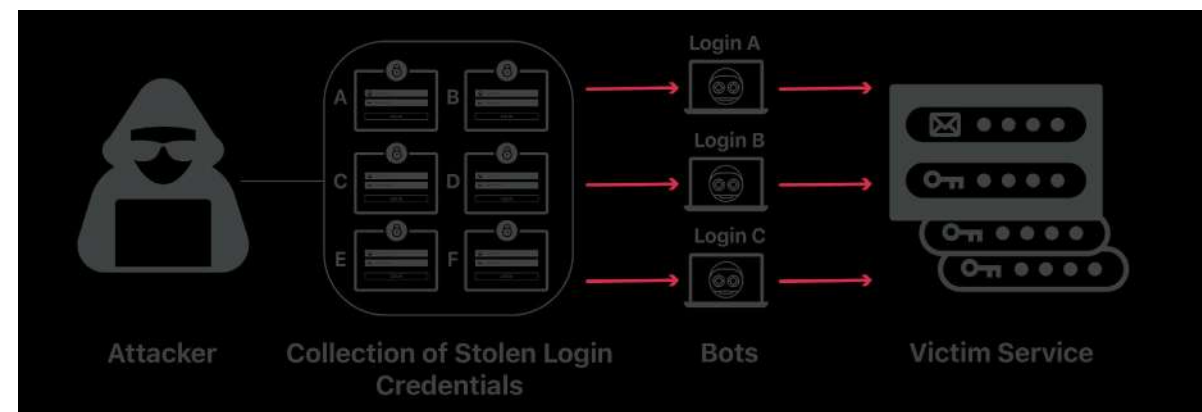 Login A
A
B
Login B
C
D
Login C
E
F
Attacker
Collection of Stolen Login
Credentials
Bots
Victim Service